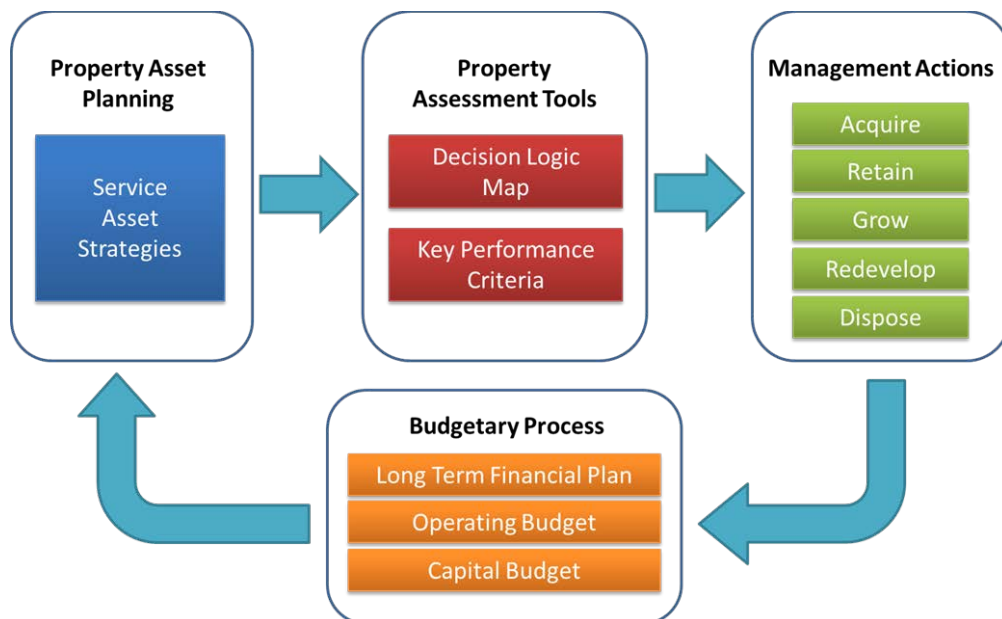 Property Asset
Planning
Service
Asset
Strategies
Property
Assessment Tools
Decision Logic
Map
Key Performance
Criteria
Management Actions
Acquire
Retain
Grow
Redevelop
Dispose
Budgetary Process
Long Term Financial Plan
Operating Budget
Capital Budget